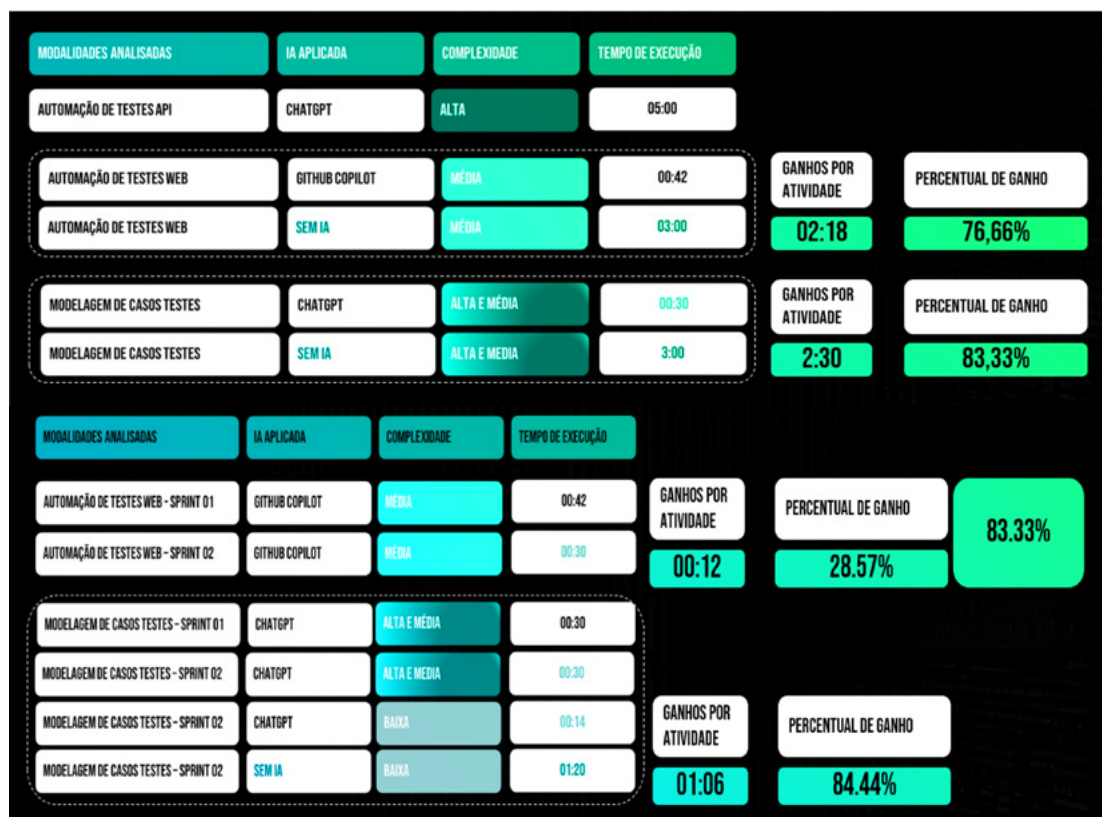 MODALIDADES ANALISADAS IA APLICADA COMPLEXIDADE TEMPO DE EXECUÇÃO
AUTOMAÇÃO DE TESTES API CHATGPT ALTA 05:00
AUTOMAÇÃO DE TESTES WEB GITHUB COPILOT MÉDIA 00:42
GANHOS POR ATIVIDADE PERCENTUAL DE GANHO
AUTOMAÇÃO DE TESTES WEB SEM IA MÉDIA 03:00
02:18 76,66%
MODELAGEM DE CASOS TESTES CHATGPT ALTA E MÉDIA 00:30
GANHOS POR ATIVIDADE PERCENTUAL DE GANHO
MODELAGEM DE CASOS TESTES SEM IA ALTA E MEDIA 3:00
2:30 83,33%
MODALIDADES ANALISADAS IA APLICADA COMPLEXIDADE TEMPO DE EXECUÇÃO
AUTOMAÇÃO DE TESTES WEB - SPRINT 01 GITHUB COPILOT MÉDIA 00:42
GANHOS POR ATIVIDADE PERCENTUAL DE GANHO 83.33%
AUTOMAÇÃO DE TESTES WEB - SPRINT 02 GITHUB COPILOT MÉDIA 00:30
00:12 28.57%
MODELAGEM DE CASOS TESTES - SPRINT 01 CHATGPT ALTA E MÉDIA 00:30
MODELAGEM DE CASOS TESTES - SPRINT 02 CHATGPT ALTA E MEDIA 00:30
MODELAGEM DE CASOS TESTES - SPRINT 02 CHATGPT BAIXA 00:14
GANHOS POR ATIVIDADE PERCENTUAL DE GANHO
MODELAGEM DE CASOS TESTES - SPRINT 02 SEM IA BAIXA 01:20
01:06 84.44%